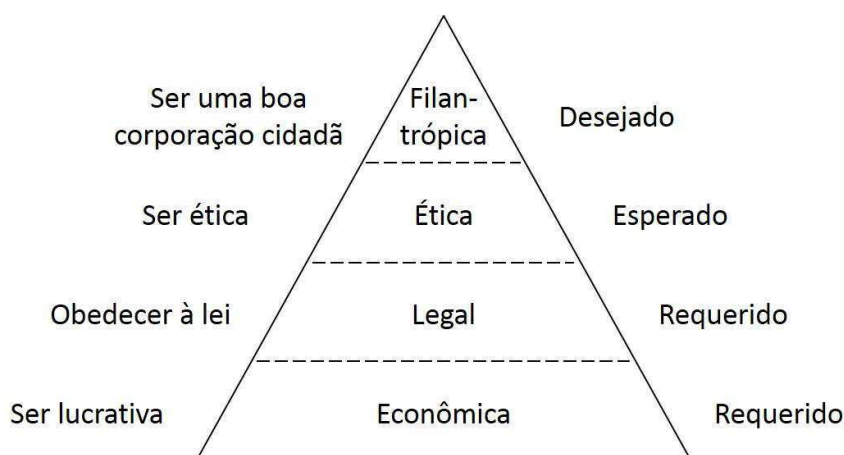 Ser uma boa
corporação cidadã
Filan-
trópica
Desejado
Ser ética
Ética
Esperado
Obedecer à lei
Legal
Requerido
Ser lucrativa
Econômica
Requerido